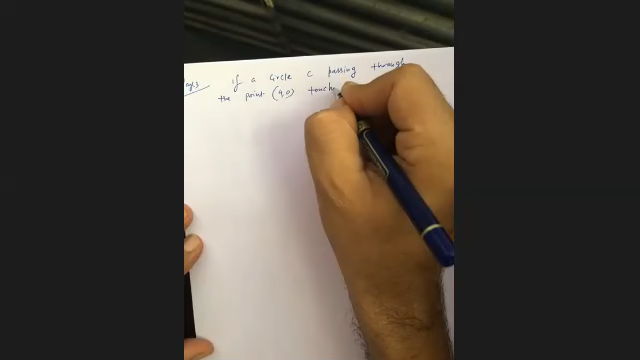 if a circle C passing through
the point (4,0) touch